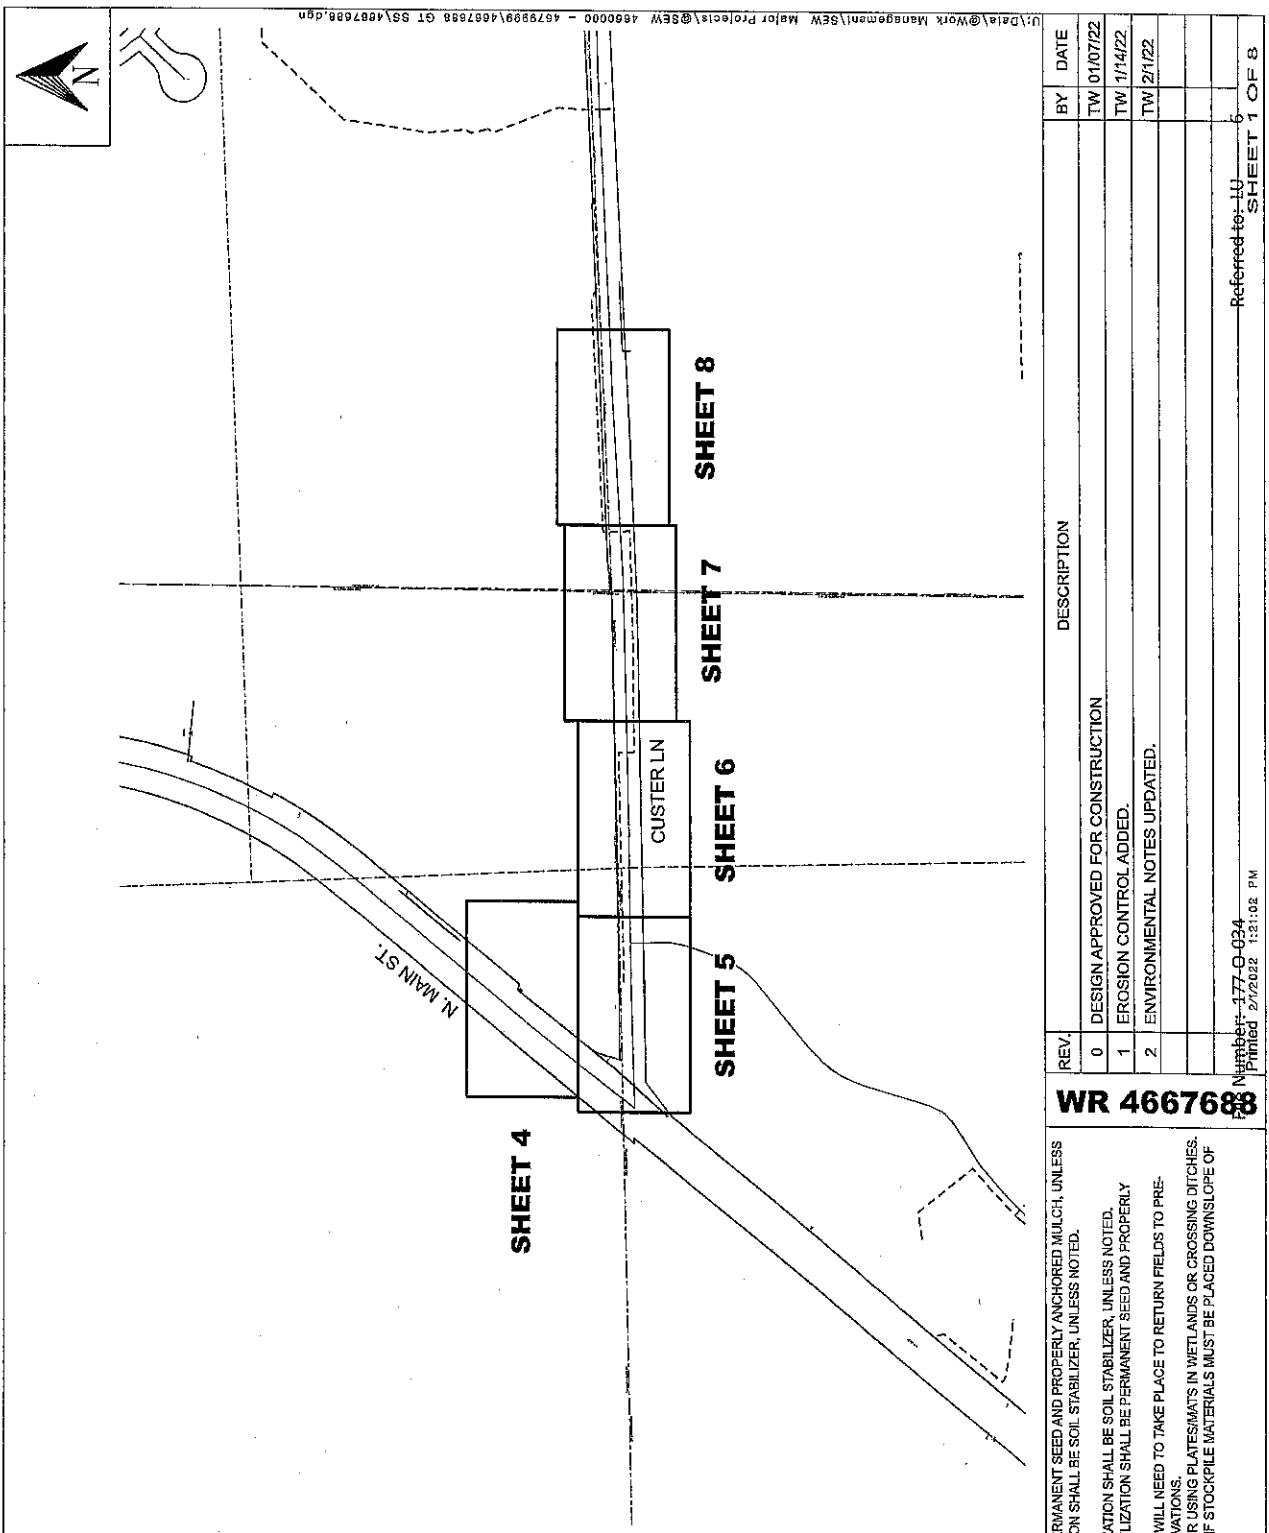 N
U:\Data\@Work Management\SEW Major Projects\@SEW 4660000 - 4679999\4667688 GT SS\4667688.dgn
N. MAIN ST.
CUSTER LN
SHEET 4
SHEET 5
SHEET 6
SHEET 7
SHEET 8
RMANENT SEED AND PROPERLY ANCHORED MULCH, UNLESS
ON SHALL BE SOIL STABILIZER, UNLESS NOTED.
ATION SHALL BE SOIL STABILIZER, UNLESS NOTED.
LIZATION SHALL BE PERMANENT SEED AND PROPERLY
WILL NEED TO TAKE PLACE TO RETURN FIELDS TO PRE-
VATIONS.
R USING PLATES/MATS IN WETLANDS OR CROSSING DITCHES.
IF STOCKPILE MATERIALS MUST BE PLACED DOWNSLOPE OF
WR 4667688
REV. DESCRIPTION BY DATE
0 DESIGN APPROVED FOR CONSTRUCTION TW 01/07/22
1 EROSION CONTROL ADDED. TW 1/14/22
2 ENVIRONMENTAL NOTES UPDATED. TW 2/1/22
File Number: 177-O-034 Referred to: LU 6
Printed 2/1/2022 1:21:02 PM SHEET 1 OF 8